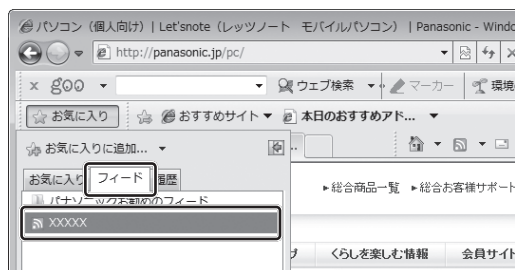 パソコン（個人向け）| Let'snote（レッツノート モバイルパソコン）| Panasonic - Windo
http://panasonic.jp/pc/
x goo ウェブ検索 マーカー 環境
お気に入り おすすめサイト 本日のおすすめアド...
お気に入りに追加... ...
お気に入り フィード 履歴
パナソニックお勧めのフィード
XXXXX
▸総合商品一覧 ▸総合お客様サポート
くらしを楽しむ情報 会員サイト